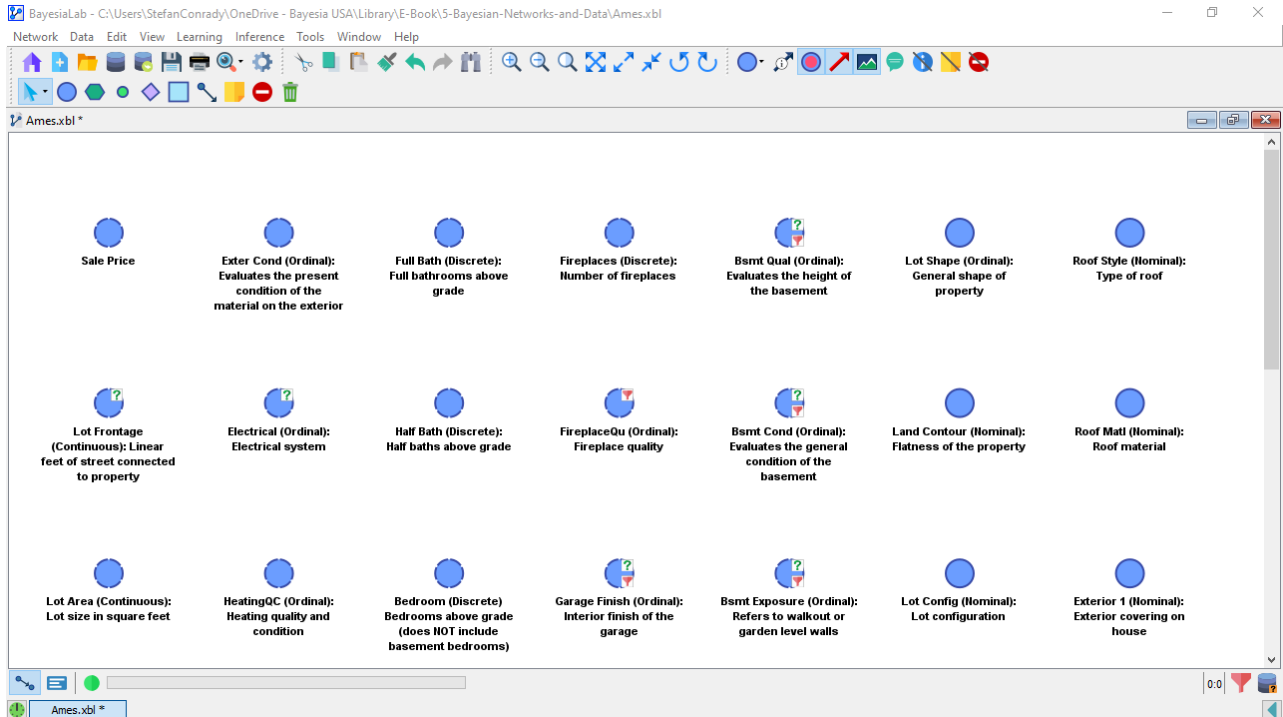 BayesiaLab - C:\Users\StefanConrady\OneDrive - Bayesia USA\Library\E-Book\5-Bayesian-Networks-and-Data\Ames.xbl
Network Data Edit View Learning Inference Tools Window Help
Ames.xbl *
Sale Price
Exter Cond (Ordinal):
Evaluates the present
condition of the
material on the exterior
Full Bath (Discrete):
Full bathrooms above
grade
Fireplaces (Discrete):
Number of fireplaces
?
Bsmt Qual (Ordinal):
Evaluates the height of
the basement
Lot Shape (Ordinal):
General shape of
property
Roof Style (Nominal):
Type of roof
?
Lot Frontage
(Continuous): Linear
feet of street connected
to property
?
Electrical (Ordinal):
Electrical system
Half Bath (Discrete):
Half baths above grade
FireplaceQu (Ordinal):
Fireplace quality
?
Bsmt Cond (Ordinal):
Evaluates the general
condition of the
basement
Land Contour (Nominal):
Flatness of the property
Roof Matl (Nominal):
Roof material
Lot Area (Continuous):
Lot size in square feet
HeatingQC (Ordinal):
Heating quality and
condition
Bedroom (Discrete)
Bedrooms above grade
(does NOT include
basement bedrooms)
?
Garage Finish (Ordinal):
Interior finish of the
garage
?
Bsmt Exposure (Ordinal):
Refers to walkout or
garden level walls
Lot Config (Nominal):
Lot configuration
Exterior 1 (Nominal):
Exterior covering on
house
0:0
?
Ames.xbl *